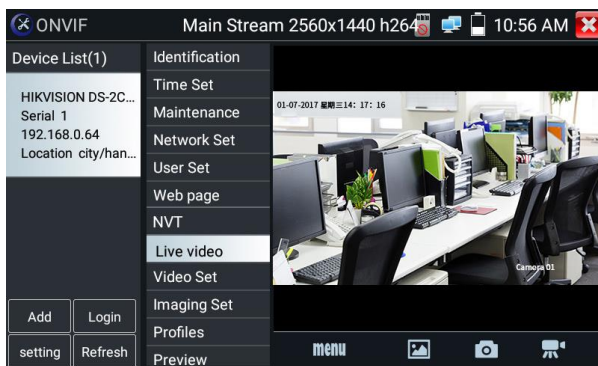 ONVIF
Main Stream 2560x1440 h264
10:56 AM
Device List(1)
HIKVISION DS-2C...
Serial 1
192.168.0.64
Location city/han...
Add
Login
setting
Refresh
Identification
Time Set
Maintenance
Network Set
User Set
Web page
NVT
Live video
Video Set
Imaging Set
Profiles
Preview
01-07-2017 星期三14: 17: 16
Camera 01
menu